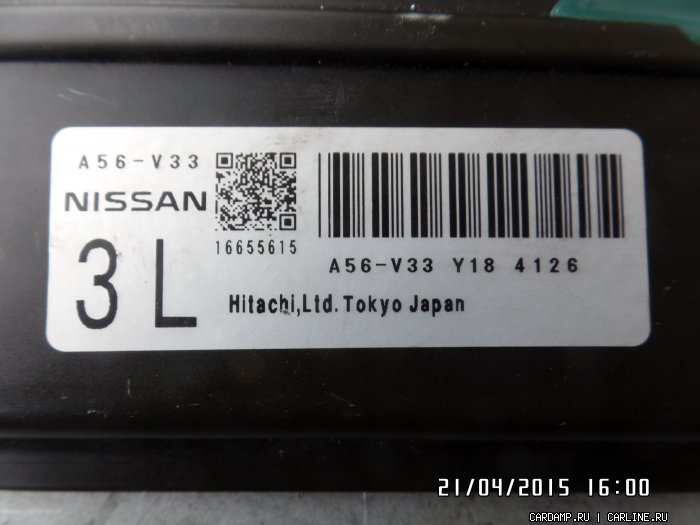 A56-V33
NISSAN
3L
16655615
A56-V33 Y18 4126
Hitachi,Ltd.Tokyo Japan
21/04/2015 16:00
CARDAMP.RU | CARLINE.RU